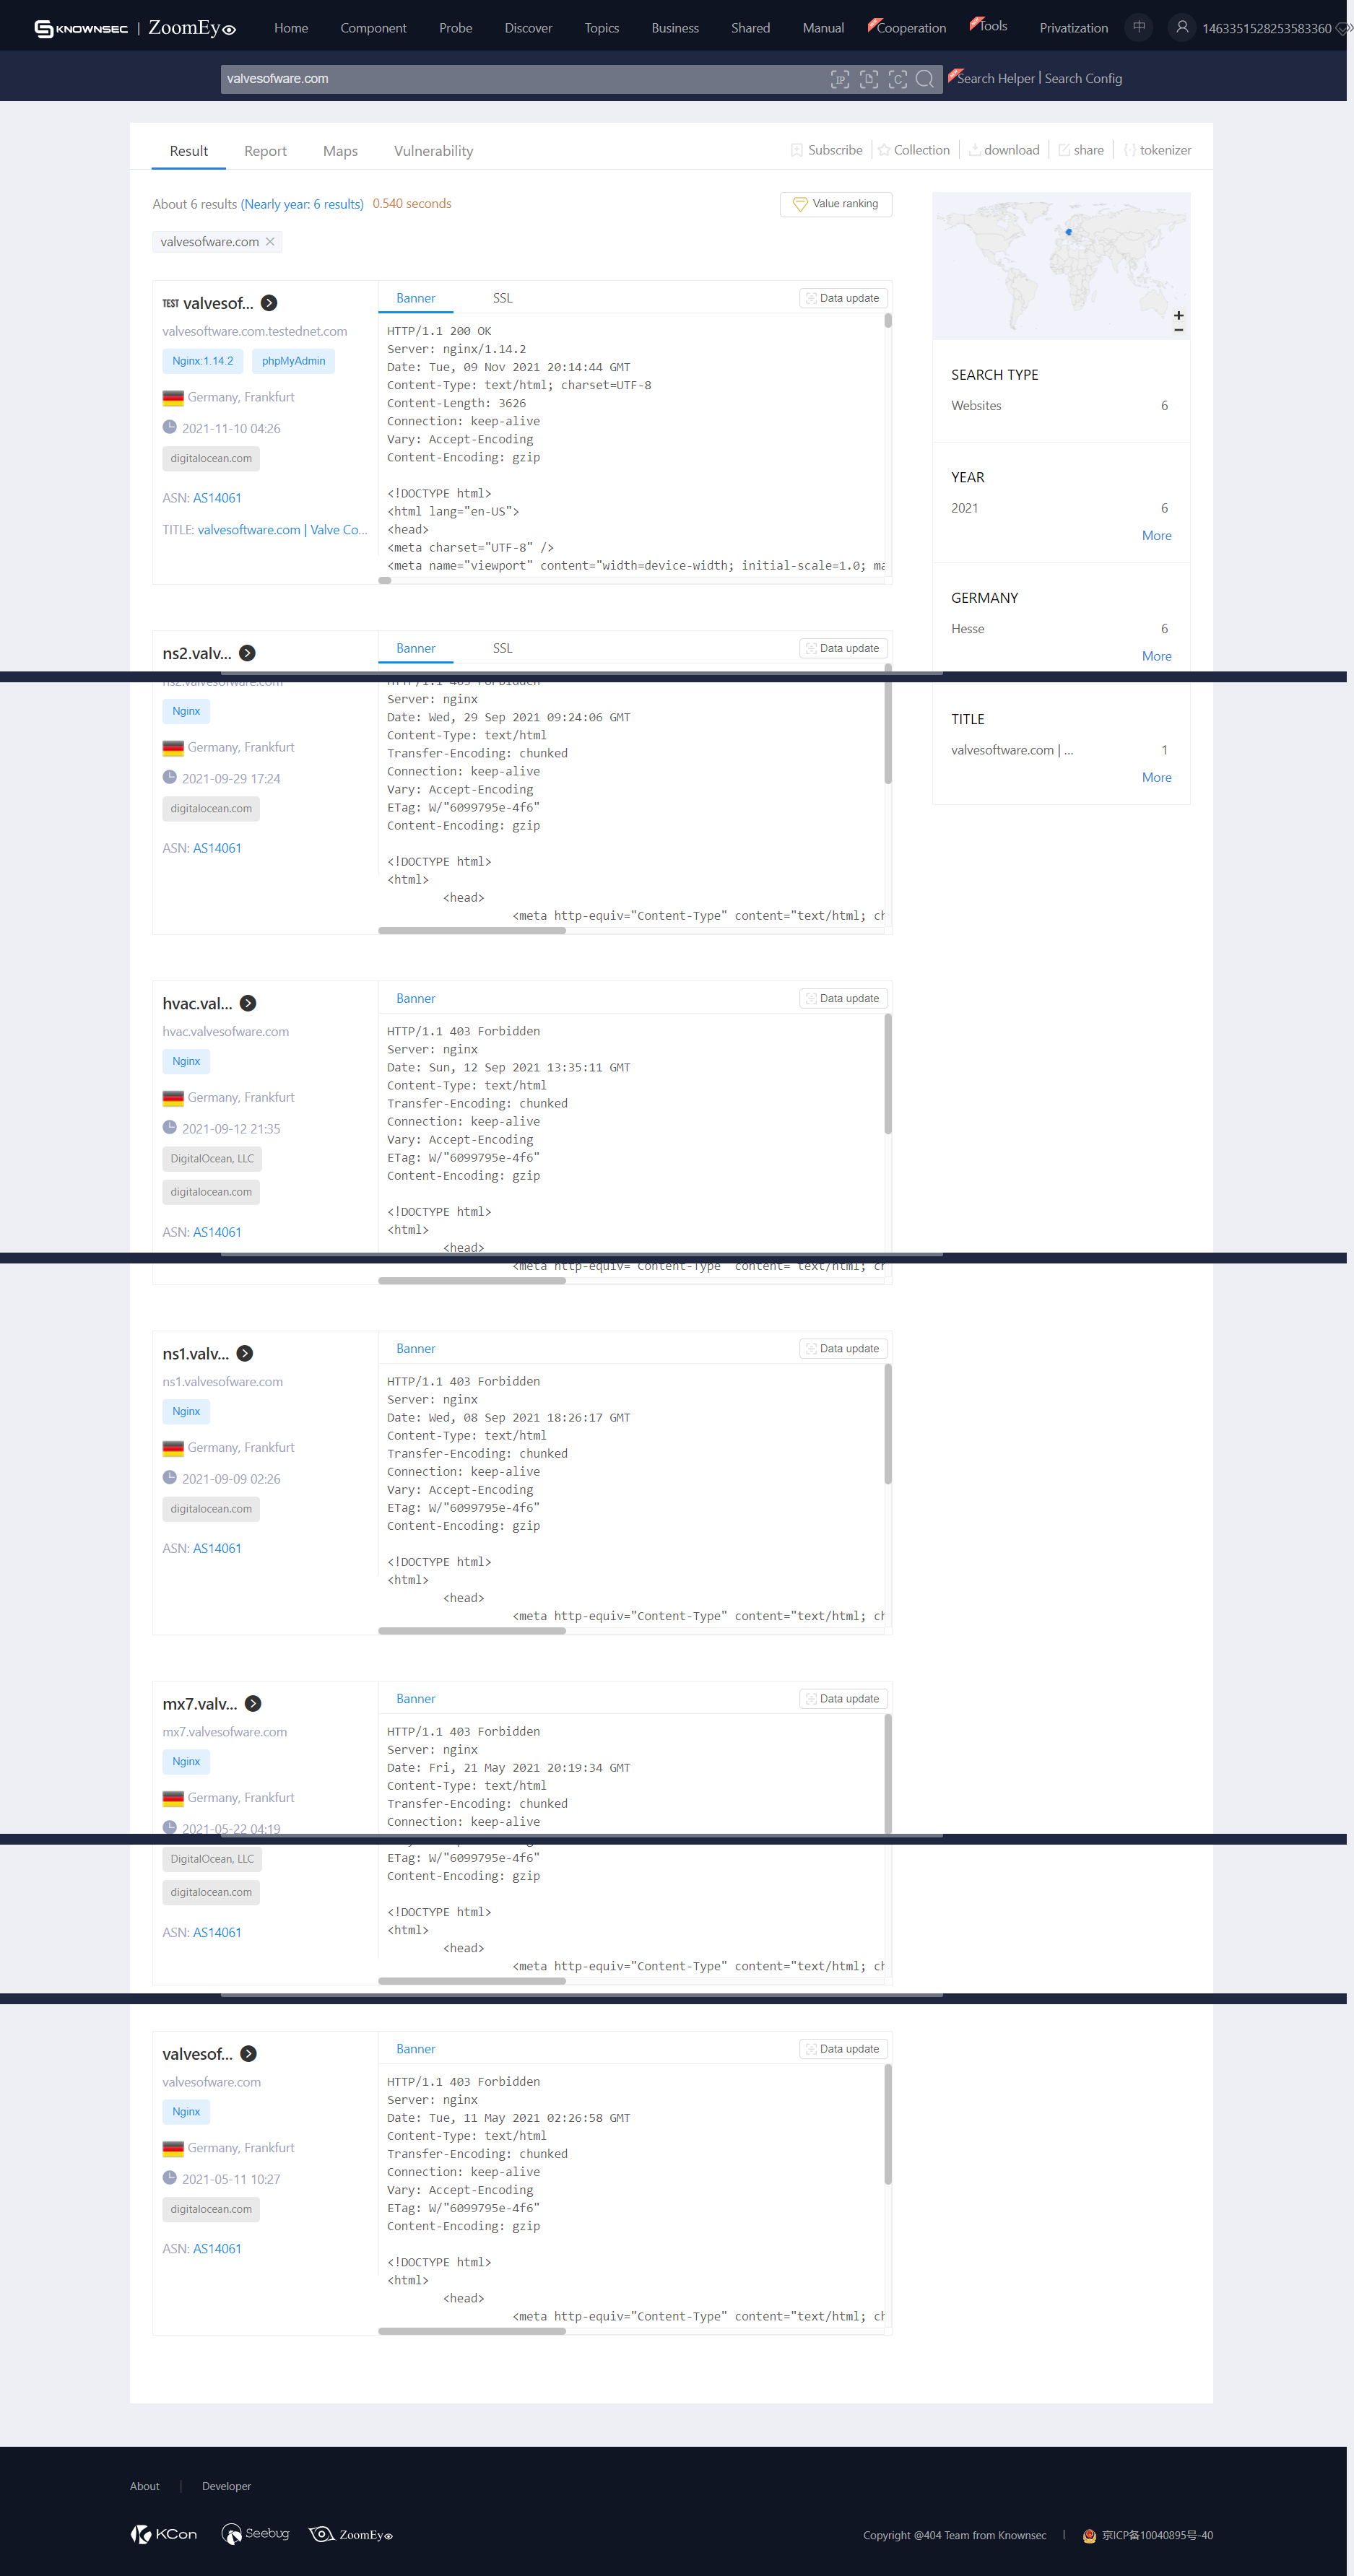 KNOWNSEC | ZoomEye
Home Component Probe Discover Topics Business Shared Manual Cooperation Tools Privatization 中 1463351528253583360
valvesofware.com
Search Helper | Search Config
Result Report Maps Vulnerability
Subscribe Collection download share tokenizer
About 6 results (Nearly year: 6 results) 0.540 seconds
Value ranking
valvesofware.com
TEST valvesof...
valvesoftware.com.testednet.com
Nginx:1.14.2 phpMyAdmin
Germany, Frankfurt
2021-11-10 04:26
digitalocean.com
ASN: AS14061
TITLE: valvesoftware.com | Valve Co...
Banner SSL Data update
HTTP/1.1 200 OK
Server: nginx/1.14.2
Date: Tue, 09 Nov 2021 20:14:44 GMT
Content-Type: text/html; charset=UTF-8
Content-Length: 3626
Connection: keep-alive
Vary: Accept-Encoding
Content-Encoding: gzip
<!DOCTYPE html>
<html lang="en-US">
<head>
<meta charset="UTF-8" />
<meta name="viewport" content="width=device-width; initial-scale=1.0; ma
+
−
SEARCH TYPE
Websites 6
YEAR
2021 6
More
GERMANY
Hesse 6
More
TITLE
valvesoftware.com | ... 1
More
ns2.valv...
ns2.valvesofware.com
Nginx
Germany, Frankfurt
2021-09-29 17:24
digitalocean.com
ASN: AS14061
Banner SSL Data update
HTTP/1.1 403 Forbidden
Server: nginx
Date: Wed, 29 Sep 2021 09:24:06 GMT
Content-Type: text/html
Transfer-Encoding: chunked
Connection: keep-alive
Vary: Accept-Encoding
ETag: W/"6099795e-4f6"
Content-Encoding: gzip
<!DOCTYPE html>
<html>
<head>
<meta http-equiv="Content-Type" content="text/html; ch
hvac.val...
hvac.valvesofware.com
Nginx
Germany, Frankfurt
2021-09-12 21:35
DigitalOcean, LLC
digitalocean.com
ASN: AS14061
Banner Data update
HTTP/1.1 403 Forbidden
Server: nginx
Date: Sun, 12 Sep 2021 13:35:11 GMT
Content-Type: text/html
Transfer-Encoding: chunked
Connection: keep-alive
Vary: Accept-Encoding
ETag: W/"6099795e-4f6"
Content-Encoding: gzip
<!DOCTYPE html>
<html>
<head>
<meta http-equiv="Content-Type" content="text/html; ch
ns1.valv...
ns1.valvesofware.com
Nginx
Germany, Frankfurt
2021-09-09 02:26
digitalocean.com
ASN: AS14061
Banner Data update
HTTP/1.1 403 Forbidden
Server: nginx
Date: Wed, 08 Sep 2021 18:26:17 GMT
Content-Type: text/html
Transfer-Encoding: chunked
Connection: keep-alive
Vary: Accept-Encoding
ETag: W/"6099795e-4f6"
Content-Encoding: gzip
<!DOCTYPE html>
<html>
<head>
<meta http-equiv="Content-Type" content="text/html; ch
mx7.valv...
mx7.valvesofware.com
Nginx
Germany, Frankfurt
2021-05-22 04:19
DigitalOcean, LLC
digitalocean.com
ASN: AS14061
Banner Data update
HTTP/1.1 403 Forbidden
Server: nginx
Date: Fri, 21 May 2021 20:19:34 GMT
Content-Type: text/html
Transfer-Encoding: chunked
Connection: keep-alive
ETag: W/"6099795e-4f6"
Content-Encoding: gzip
<!DOCTYPE html>
<html>
<head>
<meta http-equiv="Content-Type" content="text/html; ch
valvesof...
valvesofware.com
Nginx
Germany, Frankfurt
2021-05-11 10:27
digitalocean.com
ASN: AS14061
Banner Data update
HTTP/1.1 403 Forbidden
Server: nginx
Date: Tue, 11 May 2021 02:26:58 GMT
Content-Type: text/html
Transfer-Encoding: chunked
Connection: keep-alive
Vary: Accept-Encoding
ETag: W/"6099795e-4f6"
Content-Encoding: gzip
<!DOCTYPE html>
<html>
<head>
<meta http-equiv="Content-Type" content="text/html; ch
About | Developer
KCon Seebug ZoomEye
Copyright @404 Team from Knownsec | 京ICP备10040895号-40